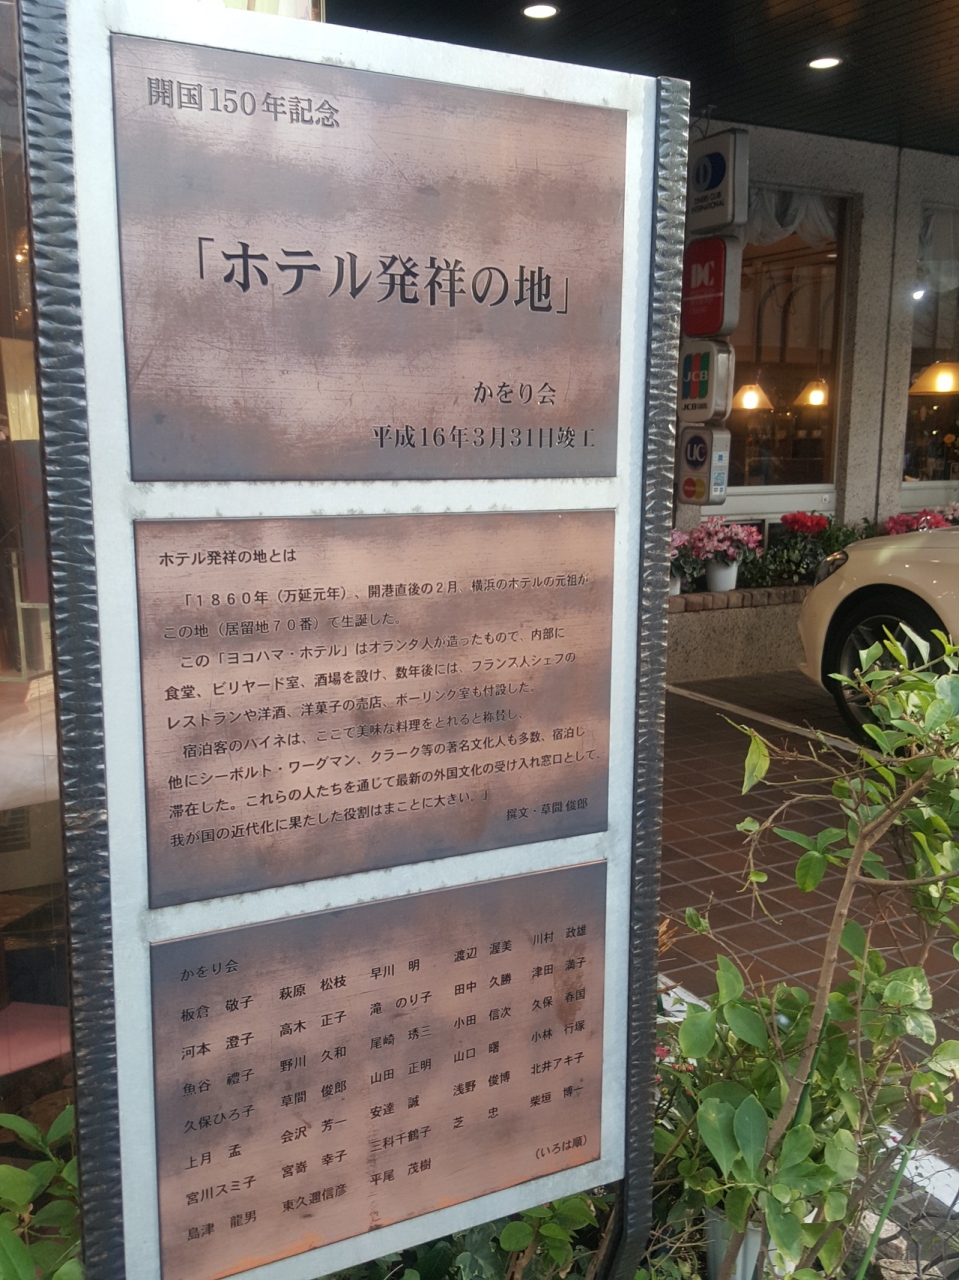 開国150年記念
「ホテル発祥の地」
かをり会
平成16年3月31日竣工
ホテル発祥の地とは
「1860年（万延元年）、開港直後の2月、横浜のホテルの元祖が
この地（居留地70番）で生誕した。
この「ヨコハマ・ホテル」はオランダ人が造ったもので、内部に
食堂、ビリヤード室、酒場を設け、数年後には、フランス人シェフの
レストランや洋酒、洋菓子の売店、ボーリング室も付設した。
宿泊客のハイネは、ここで美味な料理をとれると称賛し、
他にシーボルト・ワーグマン、クラーク等の著名文化人も多数、宿泊し
滞在した。これらの人たちを通じて最新の外国文化の受け入れ窓口として、
我が国の近代化に果たした役割はまことに大きい。」
撰文・草間 俊郎
かをり会
板倉 敬子 萩原 松枝 早川 明 渡辺 渥美 川村 政雄
河本 澄子 高木 正子 滝 のり子 田中 久勝 津田 満子
魚谷 禮子 野川 久和 尾崎 琇三 小田 信次 久保 春国
久保ひろ子 草間 俊郎 山田 正明 山口 曙 小林 行塚
上月 孟 会沢 芳一 安達 誠 浅野 俊博 北井アキ子
宮川スミ子 宮嵜 幸子 三科千鶴子 芝 忠 柴垣 博一
島津 龍男 東久邇信彦 平尾 茂樹
（いろは順）
DINERS CLUB
INTERNATIONAL
DC
JCB
UC